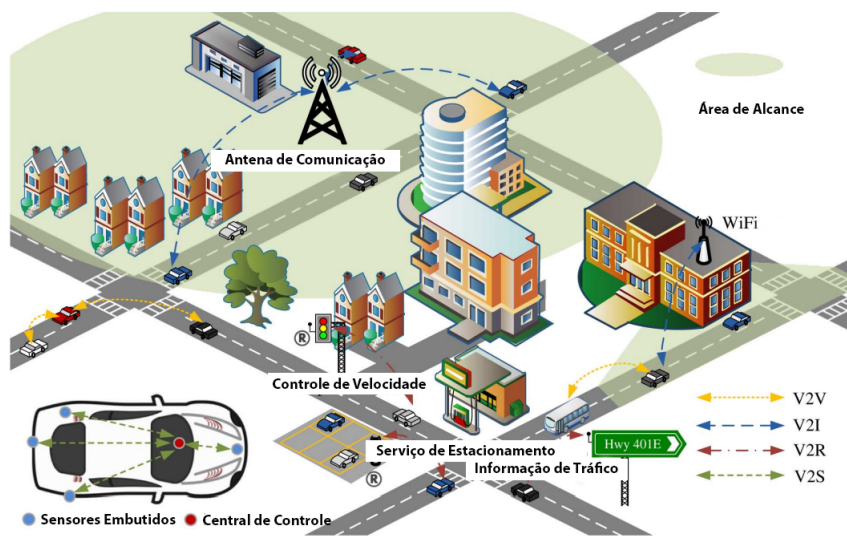 Área de Alcance
Antena de Comunicação
WiFi
®
Controle de Velocidade
Serviço de Estacionamento
Informação de Tráfico
Hwy 401E
®
V2V
V2I
V2R
V2S
Sensores Embutidos
Central de Controle